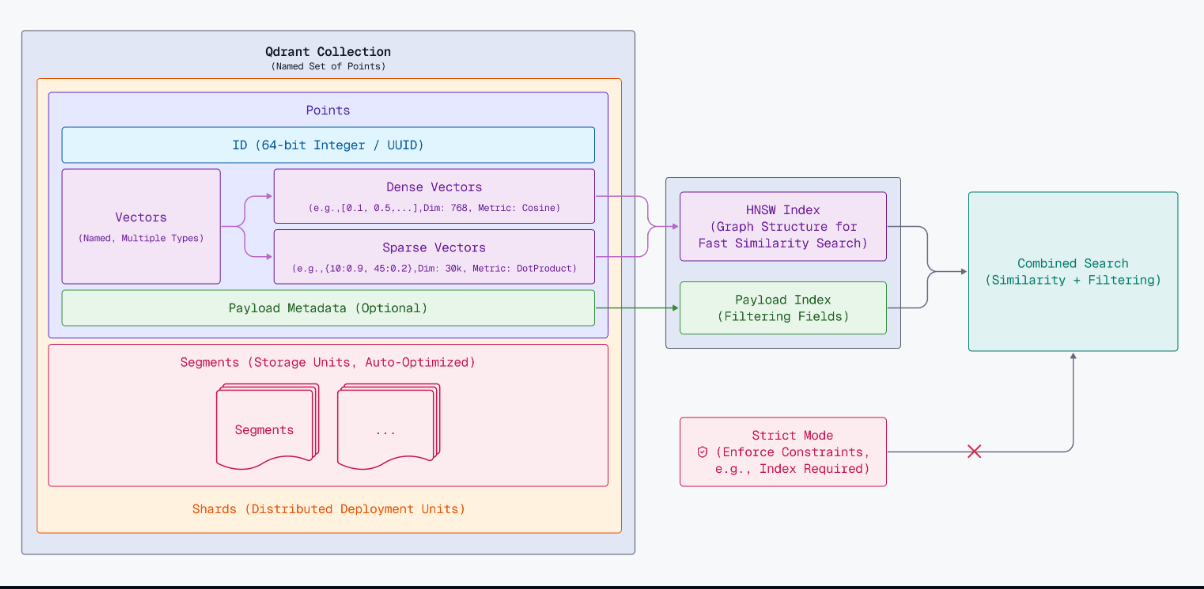 Qdrant Collection
(Named Set of Points)
Points
ID (64-bit Integer / UUID)
Vectors
(Named, Multiple Types)
Dense Vectors
(e.g.,[0.1, 0.5,...],Dim: 768, Metric: Cosine)
Sparse Vectors
(e.g.,{10:0.9, 45:0.2},Dim: 30k, Metric: DotProduct)
Payload Metadata (Optional)
Segments (Storage Units, Auto-Optimized)
Segments
...
Shards (Distributed Deployment Units)
HNSW Index
(Graph Structure for
Fast Similarity Search)
Payload Index
(Filtering Fields)
Combined Search
(Similarity + Filtering)
Strict Mode
(Enforce Constraints,
e.g., Index Required)